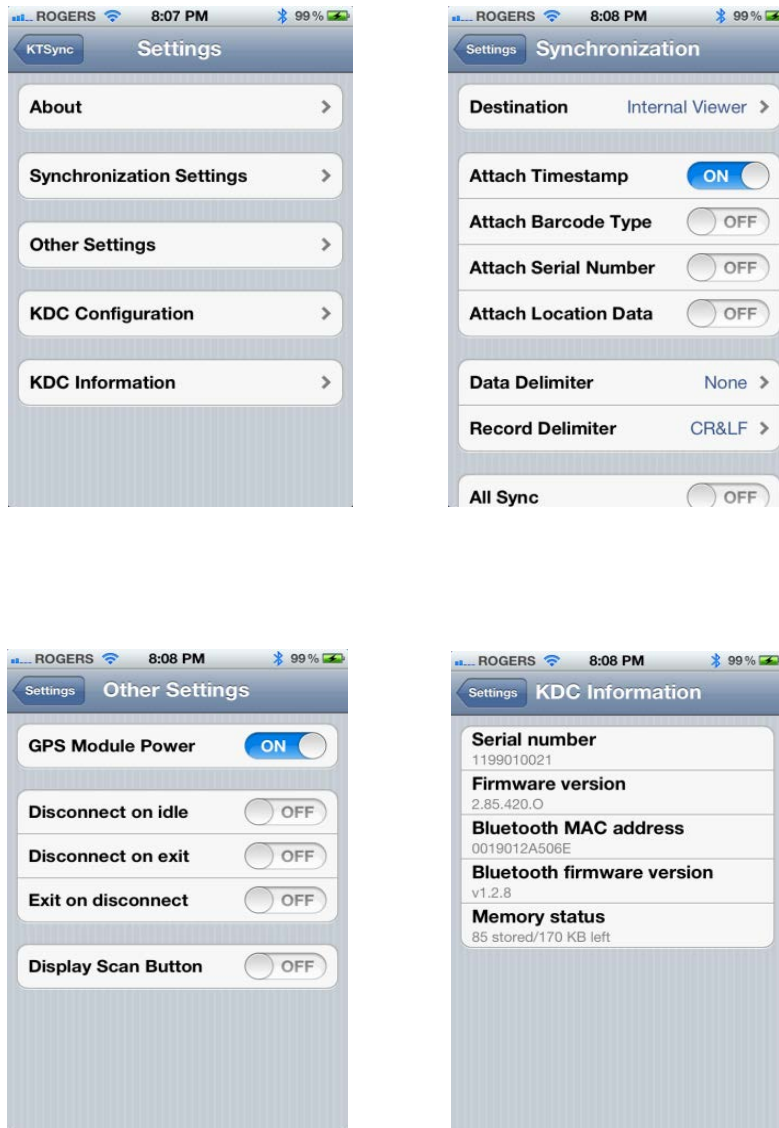 ROGERS 8:07 PM 99%
KTSync Settings
About
Synchronization Settings
Other Settings
KDC Configuration
KDC Information
ROGERS 8:08 PM 99%
Settings Synchronization
Destination Internal Viewer
Attach Timestamp ON
Attach Barcode Type OFF
Attach Serial Number OFF
Attach Location Data OFF
Data Delimiter None
Record Delimiter CR&LF
All Sync OFF
ROGERS 8:08 PM 99%
Settings Other Settings
GPS Module Power ON
Disconnect on idle OFF
Disconnect on exit OFF
Exit on disconnect OFF
Display Scan Button OFF
ROGERS 8:08 PM 99%
Settings KDC Information
Serial number
1199010021
Firmware version
2.85.420.O
Bluetooth MAC address
0019012A506E
Bluetooth firmware version
v1.2.8
Memory status
85 stored/170 KB left